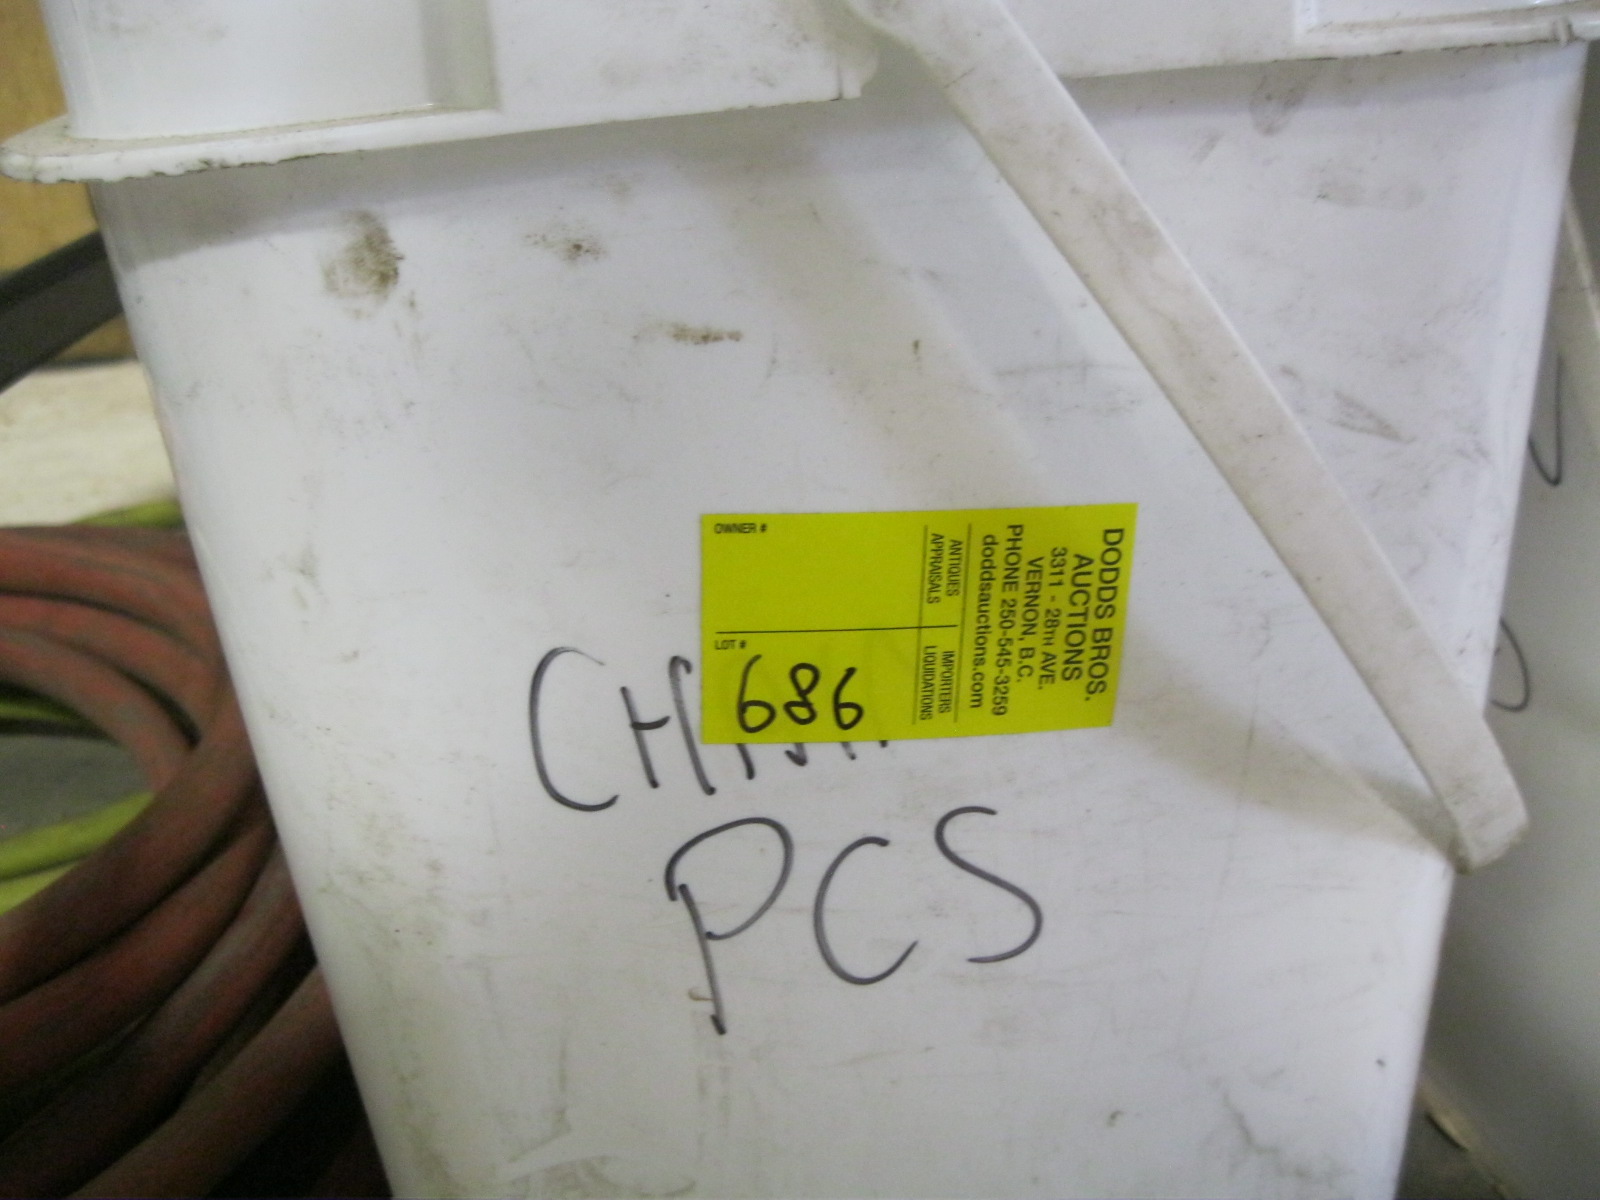 DODDS BROS.
AUCTIONS
3311 - 28TH AVE.
VERNON, B.C.
PHONE 250-545-3259
doddsauctions.com
ANTIQUES
APPRAISALS
IMPORTERS
LIQUIDATIONS
OWNER #
LOT #
686
PCS